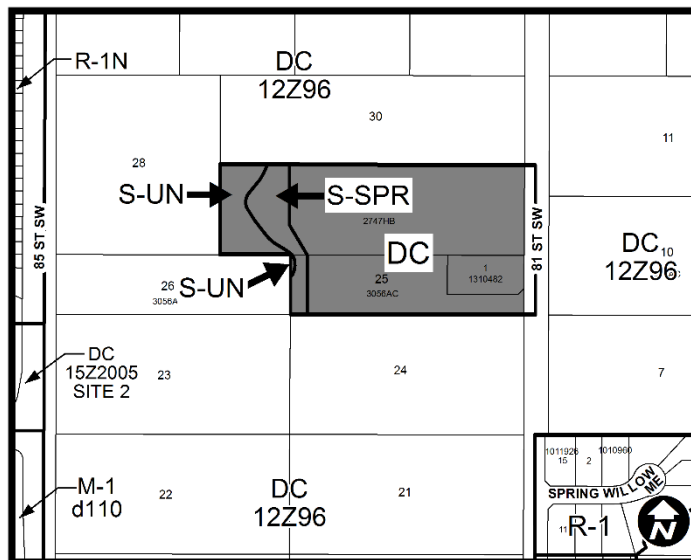 R-1N
DC
12Z96
30
11
28
S-UN
S-SPR
2747HB
85 ST SW
81 ST SW
DC
DC 10
12Z96
26
3056A
S-UN
25
3056AC
1
1310482
DC
15Z2005
SITE 2
23
24
7
M-1
d110
22
DC
12Z96
21
1011926
15
2
1010960
SPRING WILLOW
ME
11
R-1
N